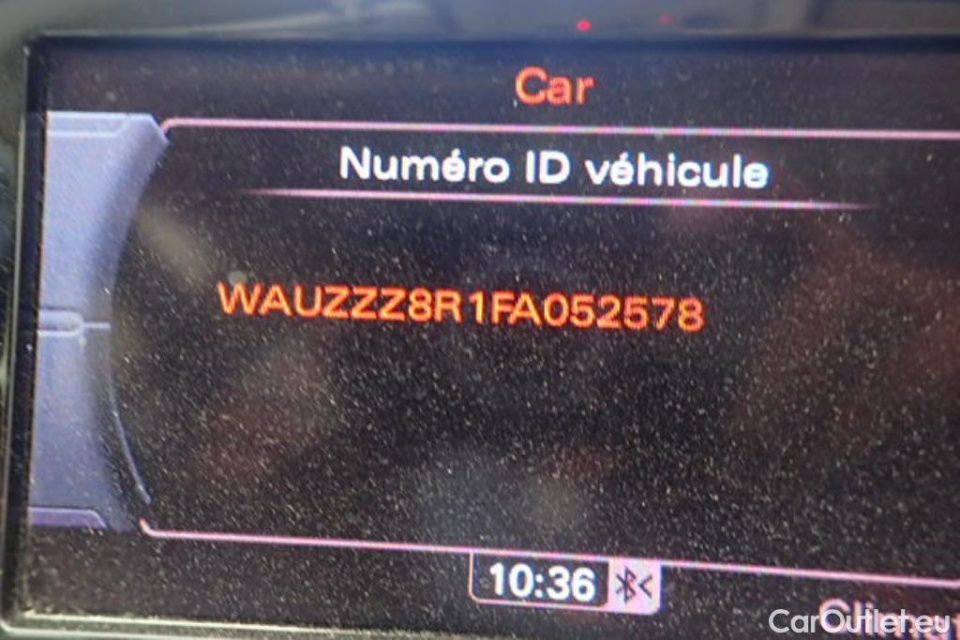 Car
Numéro ID véhicule
WAUZZZ8R1FA052578
10:36
CarOutlet.eu